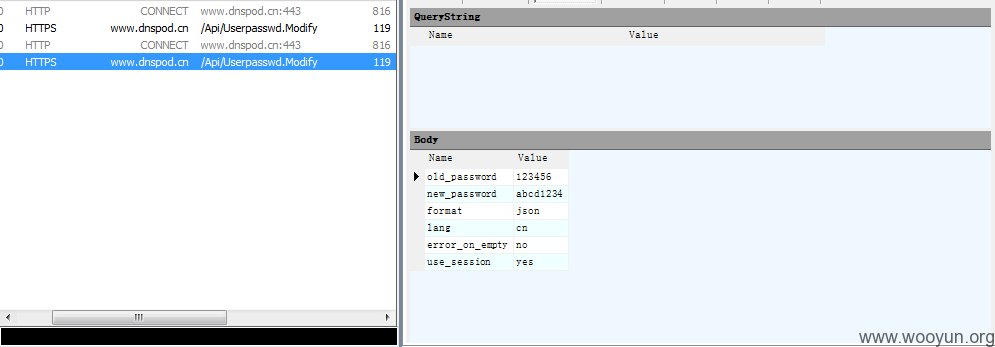 0 HTTP CONNECT www.dnspod.cn:443 816
0 HTTPS www.dnspod.cn /Api/Userpasswd.Modify 119
0 HTTP CONNECT www.dnspod.cn:443 816
0 HTTPS www.dnspod.cn /Api/Userpasswd.Modify 119
QueryString
Name Value
Body
Name Value
old_password 123456
new_password abcd1234
format json
lang cn
error_on_empty no
use_session yes
www.wooyun.org